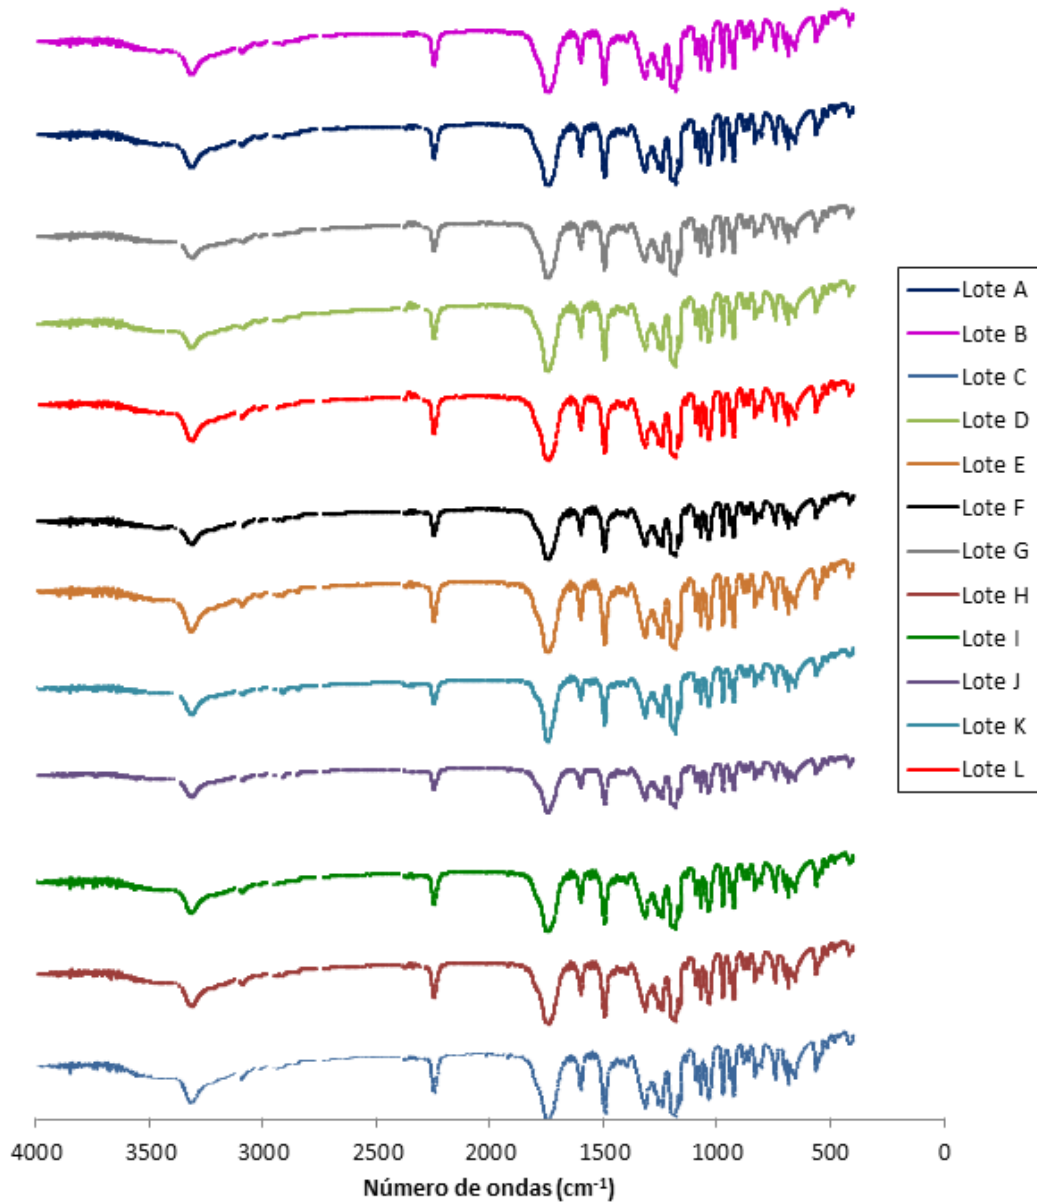 Lote A
Lote B
Lote C
Lote D
Lote E
Lote F
Lote G
Lote H
Lote I
Lote J
Lote K
Lote L
4000 3500 3000 2500 2000 1500 1000 500 0
Número de ondas (cm⁻¹)